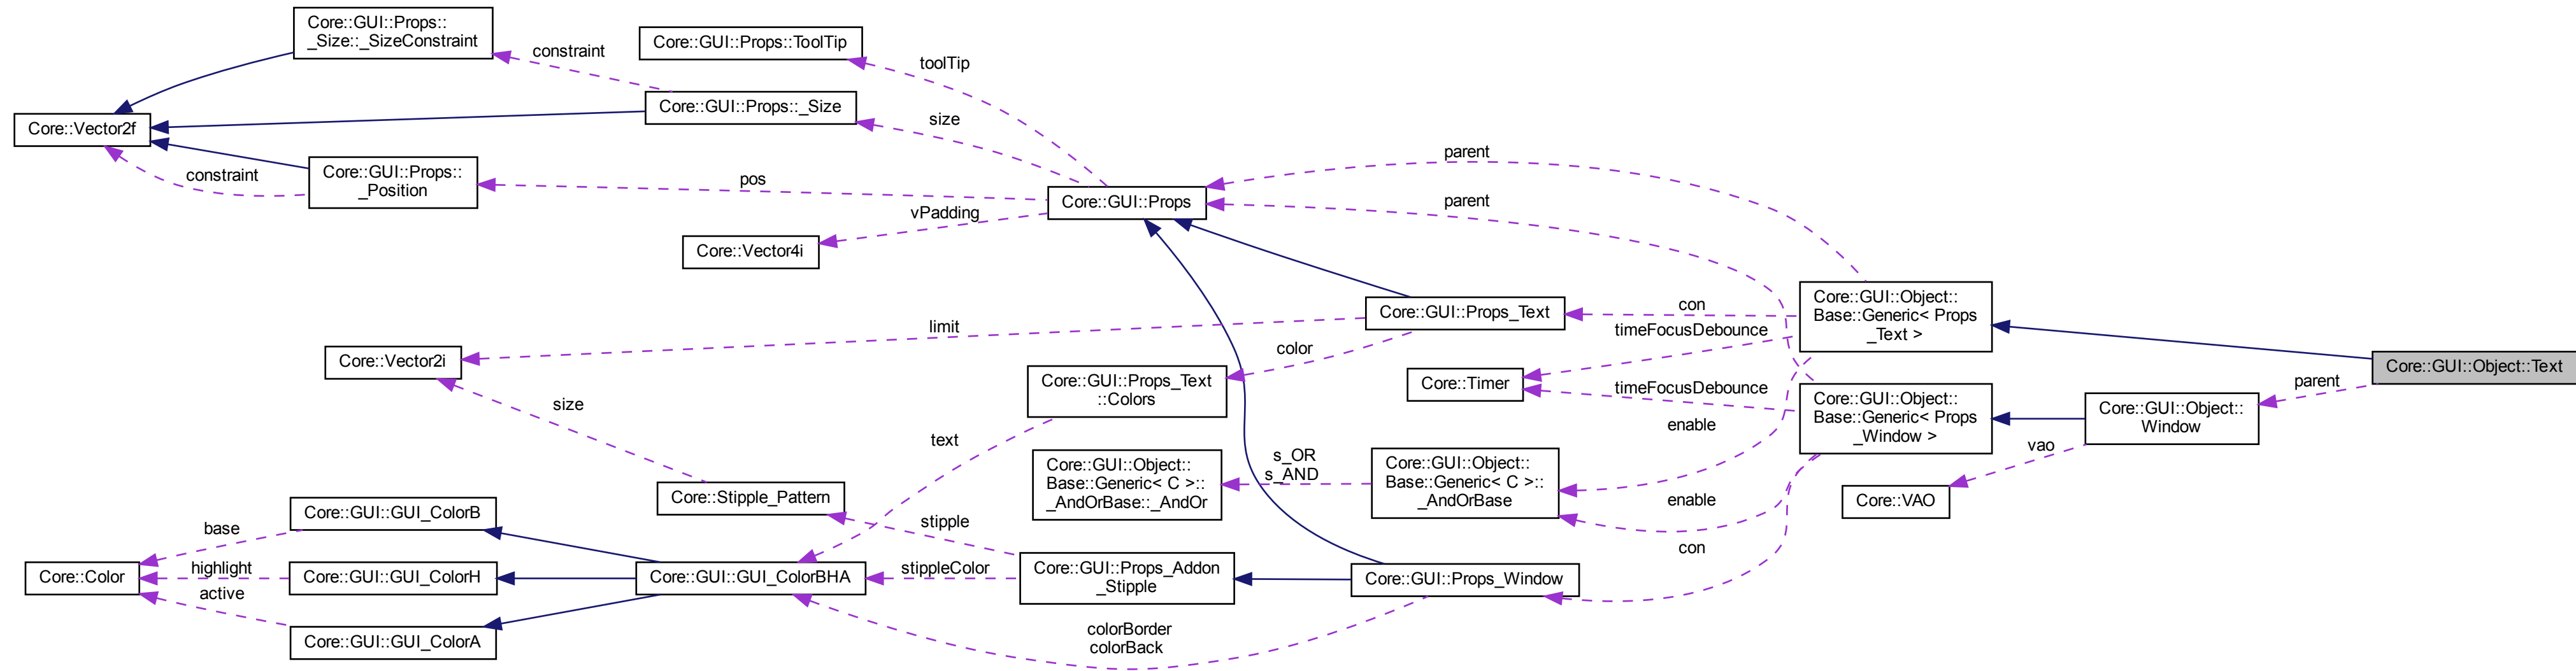 Core::GUI::Props::
_Size::_SizeConstraint
constraint
Core::GUI::Props::ToolTip
toolTip
Core::Vector2f
Core::GUI::Props::_Size
size
constraint
Core::GUI::Props::
_Position
pos
vPadding
Core::GUI::Props
parent
parent
Core::Vector4i
Core::GUI::Props_Text
con
timeFocusDebounce
Core::GUI::Object::
Base::Generic< Props
_Text >
limit
color
Core::Vector2i
Core::GUI::Props_Text
::Colors
Core::Timer
timeFocusDebounce
Core::GUI::Object::Text
parent
Core::GUI::Object::
Base::Generic< Props
_Window >
Core::GUI::Object::
Window
size
text
enable
vao
s_OR
s_AND
Core::GUI::Object::
Base::Generic< C >::
_AndOrBase::_AndOr
Core::GUI::Object::
Base::Generic< C >::
_AndOrBase
Core::VAO
Core::Stipple_Pattern
enable
Core::GUI::GUI_ColorB
base
stipple
con
Core::Color
highlight
active
Core::GUI::GUI_ColorH
Core::GUI::GUI_ColorBHA
stippleColor
Core::GUI::Props_Addon
_Stipple
Core::GUI::Props_Window
Core::GUI::GUI_ColorA
colorBorder
colorBack